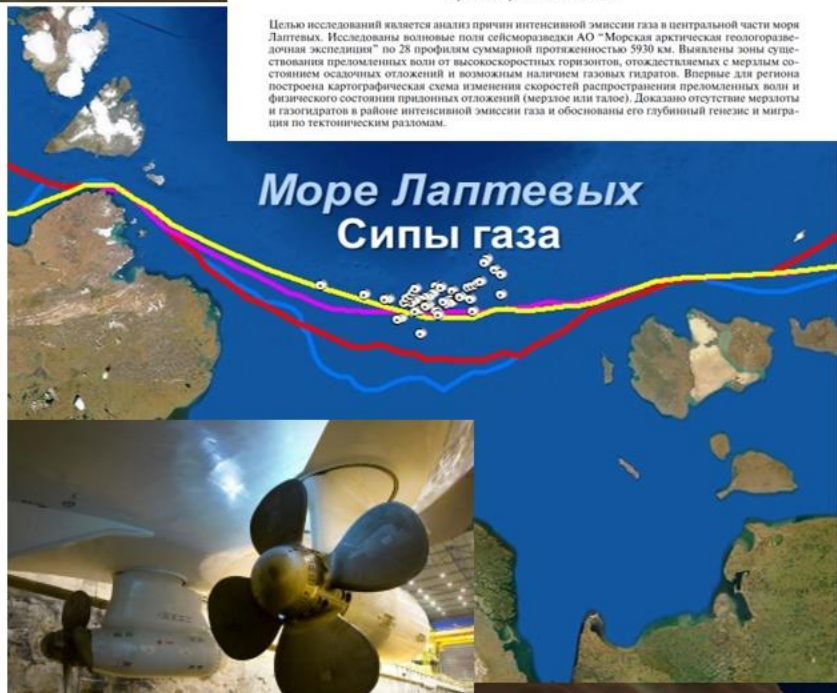 Целью исследований является анализ причин интенсивной эмиссии газа в центральной части моря
Лаптевых. Исследованы волновые поля сейсморазведки АО “Морская арктическая геологоразве-
дочная экспедиция” по 28 профилям суммарной протяженностью 5930 км. Выявлены зоны суще-
ствования преломленных волн от высокоскоростных горизонтов, отождествляемых с мерзлым со-
стоянием осадочных отложений и возможным наличием газовых гидратов. Впервые для региона
построена картографическая схема изменения скоростей распространения преломленных волн и
физического состояния придонных отложений (мерзлое или талое). Доказано отсутствие мерзлоты
и газогидратов в районе интенсивной эмиссии газа и обоснованы его глубинный генезис и мигра-
ция по тектоническим разломам.
Море Лаптевых
Сипы газа